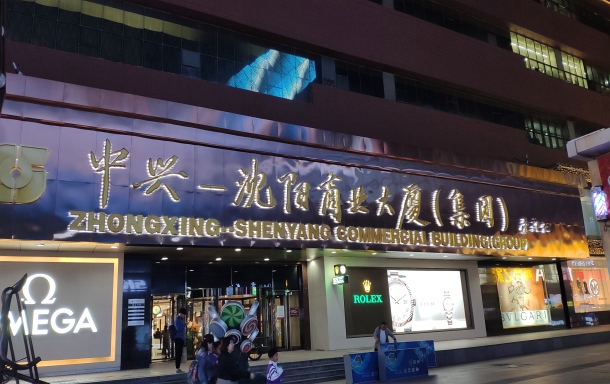 中兴—沈阳商业大厦(集团)
ZHONGXING-SHENYANG COMMERCIAL BUILDING(GROUP)
Ω
OMEGA
ROLEX
BVLGARI